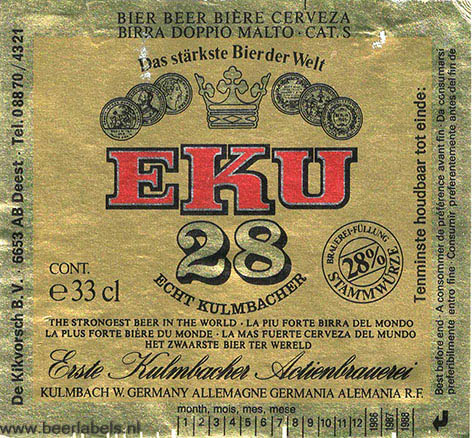 BIER BEER BIÈRE CERVEZA
BIRRA DOPPIO MALTO · CAT. S
Das stärkste Bier der Welt
EKU
28
ECHT KULMBACHER
CONT.
e 33 cl
BRAUEREI-FÜLLUNG
28%
STAMMWÜRZE
THE STRONGEST BEER IN THE WORLD · LA PIU FORTE BIRRA DEL MONDO
LA PLUS FORTE BIÈRE DU MONDE · LA MAS FUERTE CERVEZA DEL MUNDO
HET ZWAARSTE BIER TER WERELD
Erste Kulmbacher Actienbrauerei
KULMBACH W. GERMANY ALLEMAGNE GERMANIA ALEMANIA R.F.
month, mois, mes, mese
1 2 3 4 5 6 7 8 9 10 11 12 1986 1987 1988 1989
De Kikvorsch B.V. · 6653 AB Deest · Tel. 08870 / 4321
Tenminste houdbaar tot einde:
Best before end · A consommer de préférence avant fin · Da consumarsi
preferibilmente entro fine · Consumir preferentemente antes del fin de
www.beerlabels.nl